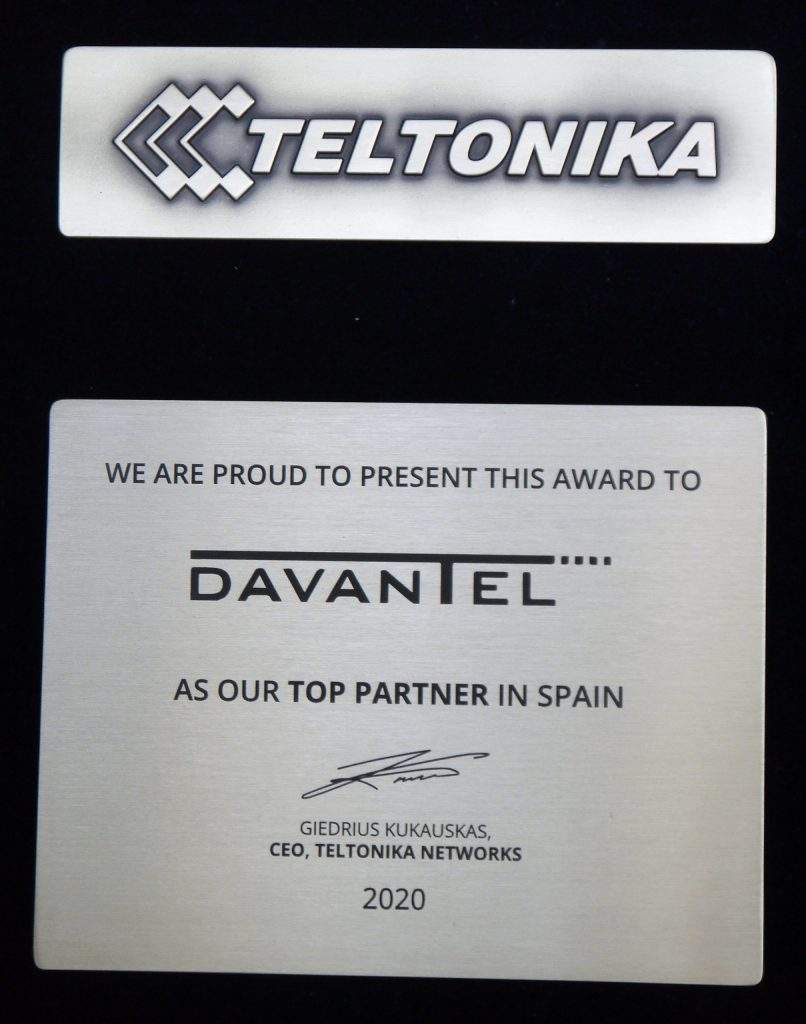 TELTONIKA
WE ARE PROUD TO PRESENT THIS AWARD TO
DAVANTEL
AS OUR TOP PARTNER IN SPAIN
GIEDRIUS KUKAUSKAS,
CEO, TELTONIKA NETWORKS
2020